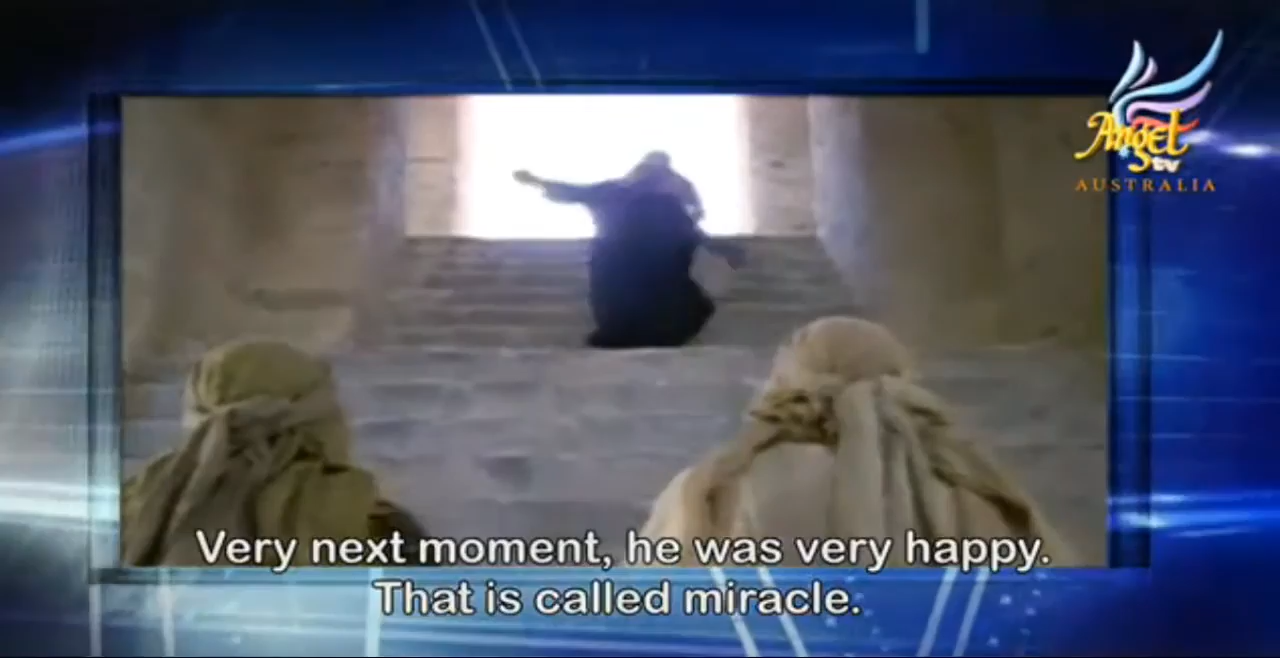 Angel
tv
AUSTRALIA
Very next moment, he was very happy.
That is called miracle.